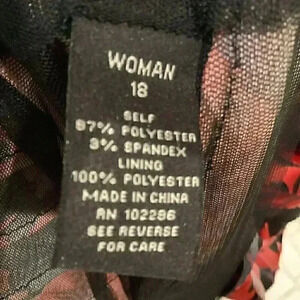 WOMAN
18
SELF
97% POLYESTER
3% SPANDEX
LINING
100% POLYESTER
MADE IN CHINA
RN 102286
SEE REVERSE
FOR CARE